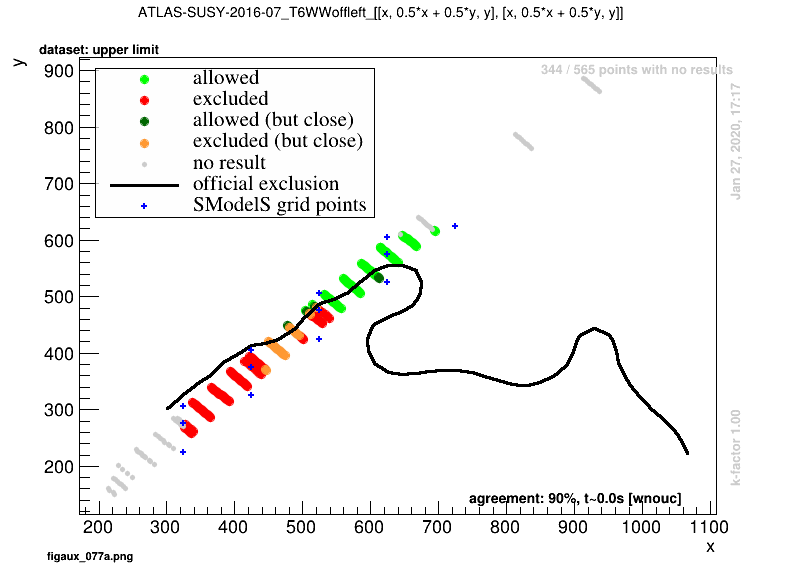 ATLAS-SUSY-2016-07_T6WWoffleft_[[x, 0.5*x + 0.5*y, y], [x, 0.5*x + 0.5*y, y]]
dataset: upper limit
y
344 / 565 points with no results
allowed
excluded
allowed (but close)
excluded (but close)
no result
official exclusion
SModelS grid points
Jan 27, 2020, 17:17
900
800
700
600
500
400
300
200
k-factor 1.00
agreement: 90%, t~0.0s [wnouc]
200 300 400 500 600 700 800 900 1000 1100
x
figaux_077a.png